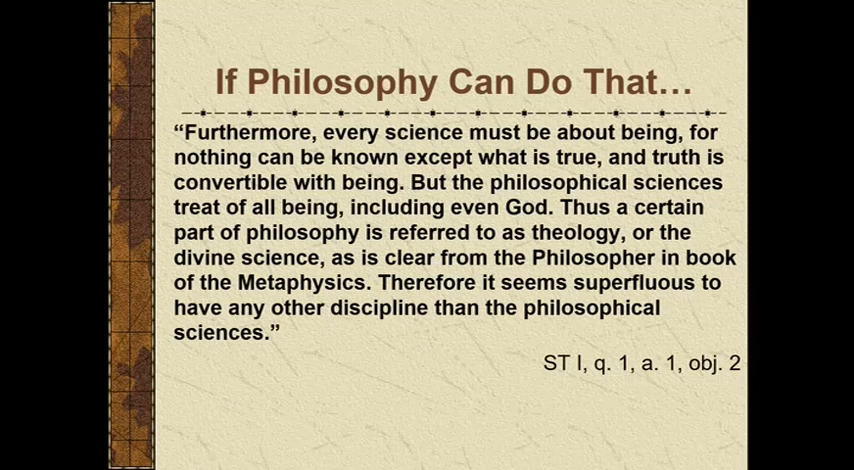 If Philosophy Can Do That…
“Furthermore, every science must be about being, for
nothing can be known except what is true, and truth is
convertible with being. But the philosophical sciences
treat of all being, including even God. Thus a certain
part of philosophy is referred to as theology, or the
divine science, as is clear from the Philosopher in book
of the Metaphysics. Therefore it seems superfluous to
have any other discipline than the philosophical
sciences.”
ST I, q. 1, a. 1, obj. 2